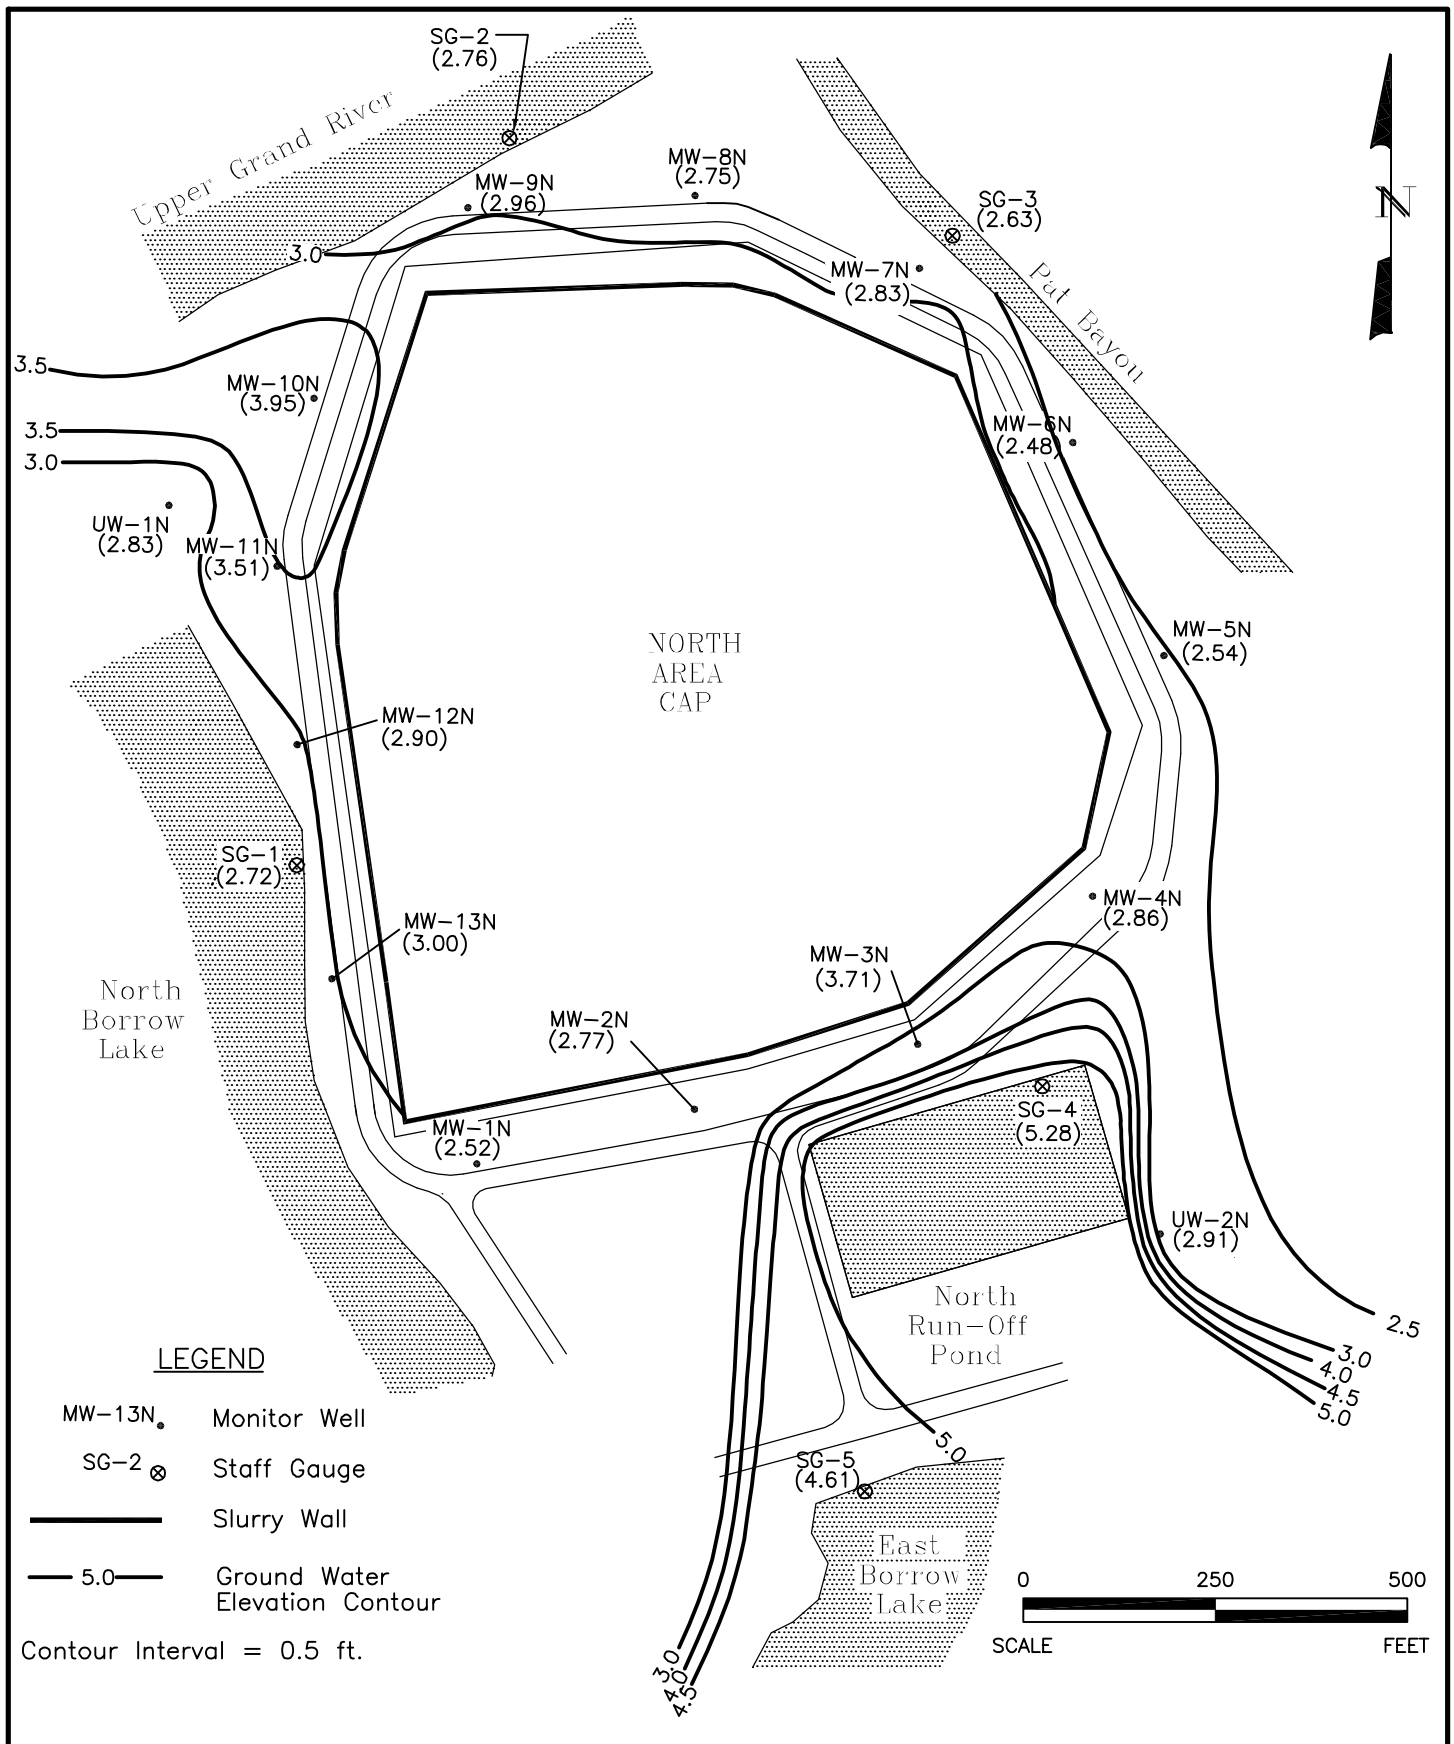 SG-2
(2.76)
Upper Grand River
MW-8N
(2.75)
MW-9N
(2.96)
SG-3
(2.63)
N
3.0
MW-7N
(2.83)
Pat Bayou
3.5
MW-10N
(3.95)
3.5
3.0
MW-6N
(2.48)
UW-1N
(2.83)
MW-11N
(3.51)
NORTH
AREA
CAP
MW-5N
(2.54)
MW-12N
(2.90)
SG-1
(2.72)
MW-4N
(2.86)
MW-13N
(3.00)
MW-3N
(3.71)
North
Borrow
Lake
MW-2N
(2.77)
SG-4
(5.28)
MW-1N
(2.52)
UW-2N
(2.91)
North
Run-Off
Pond
2.5
3.0
4.0
4.5
5.0
5.0
SG-5
(4.61)
East
Borrow
Lake
3.0
4.0
4.5
LEGEND
MW-13N
Monitor Well
SG-2
Staff Gauge
Slurry Wall
5.0
Ground Water
Elevation Contour
Contour Interval = 0.5 ft.
0 250 500
SCALE FEET